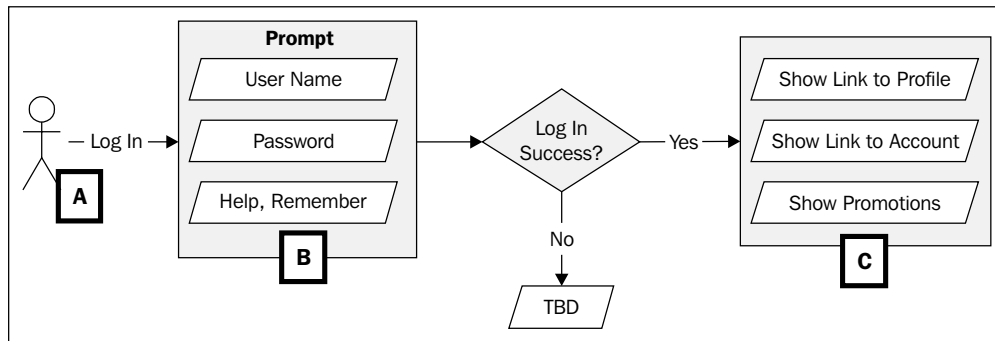 Prompt
User Name
Password
Help, Remember
Log In
A
B
Log In
Success?
Yes
No
TBD
Show Link to Profile
Show Link to Account
Show Promotions
C